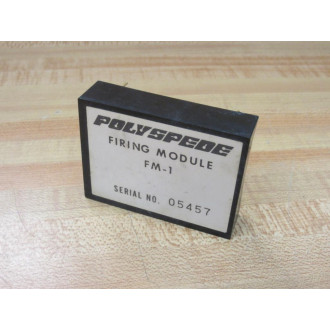 POLYSPEDE
FIRING MODULE
FM-1
SERIAL NO. 05457